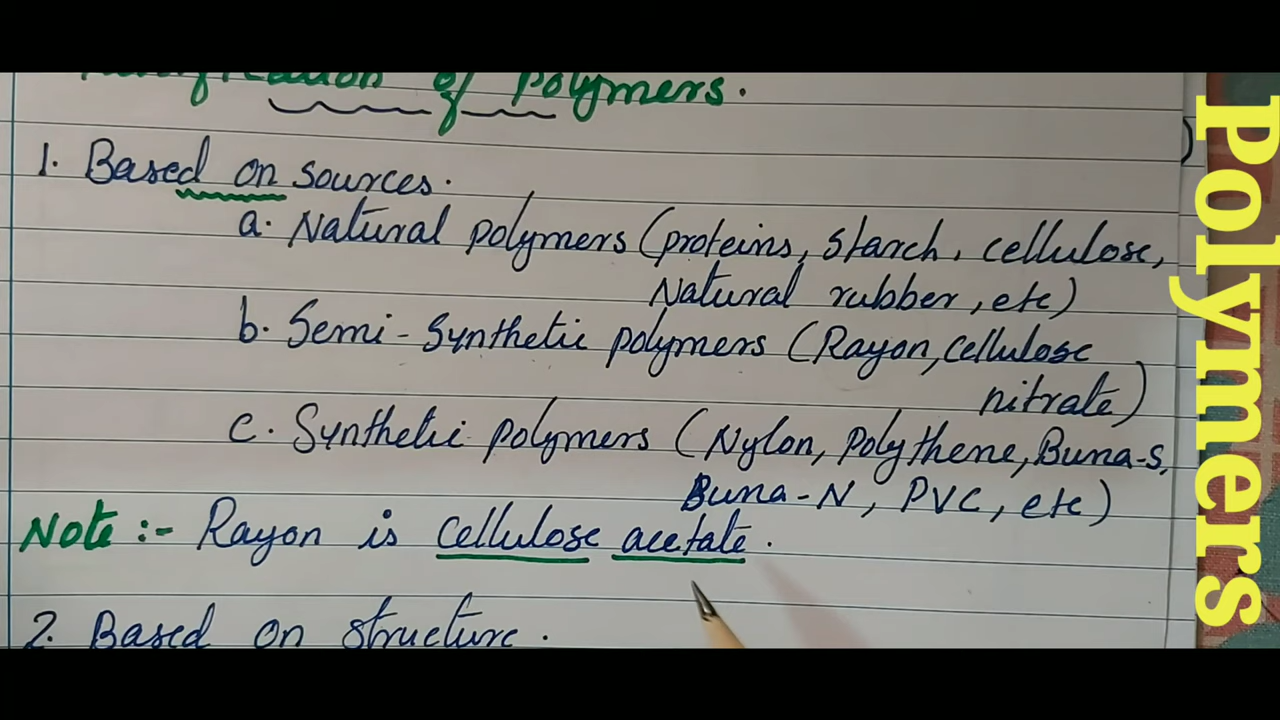 of polymers.
1. Based on sources.
a. Natural polymers (proteins, starch, cellulose,
Natural rubber, etc)
b. Semi-Synthetic polymers (Rayon, cellulose
nitrate)
c. Synthetic polymers (Nylon, polythene, Buna-S,
Buna-N, PVC, etc)
Note :- Rayon is cellulose acetate.
2. Based on structure.
Polymers